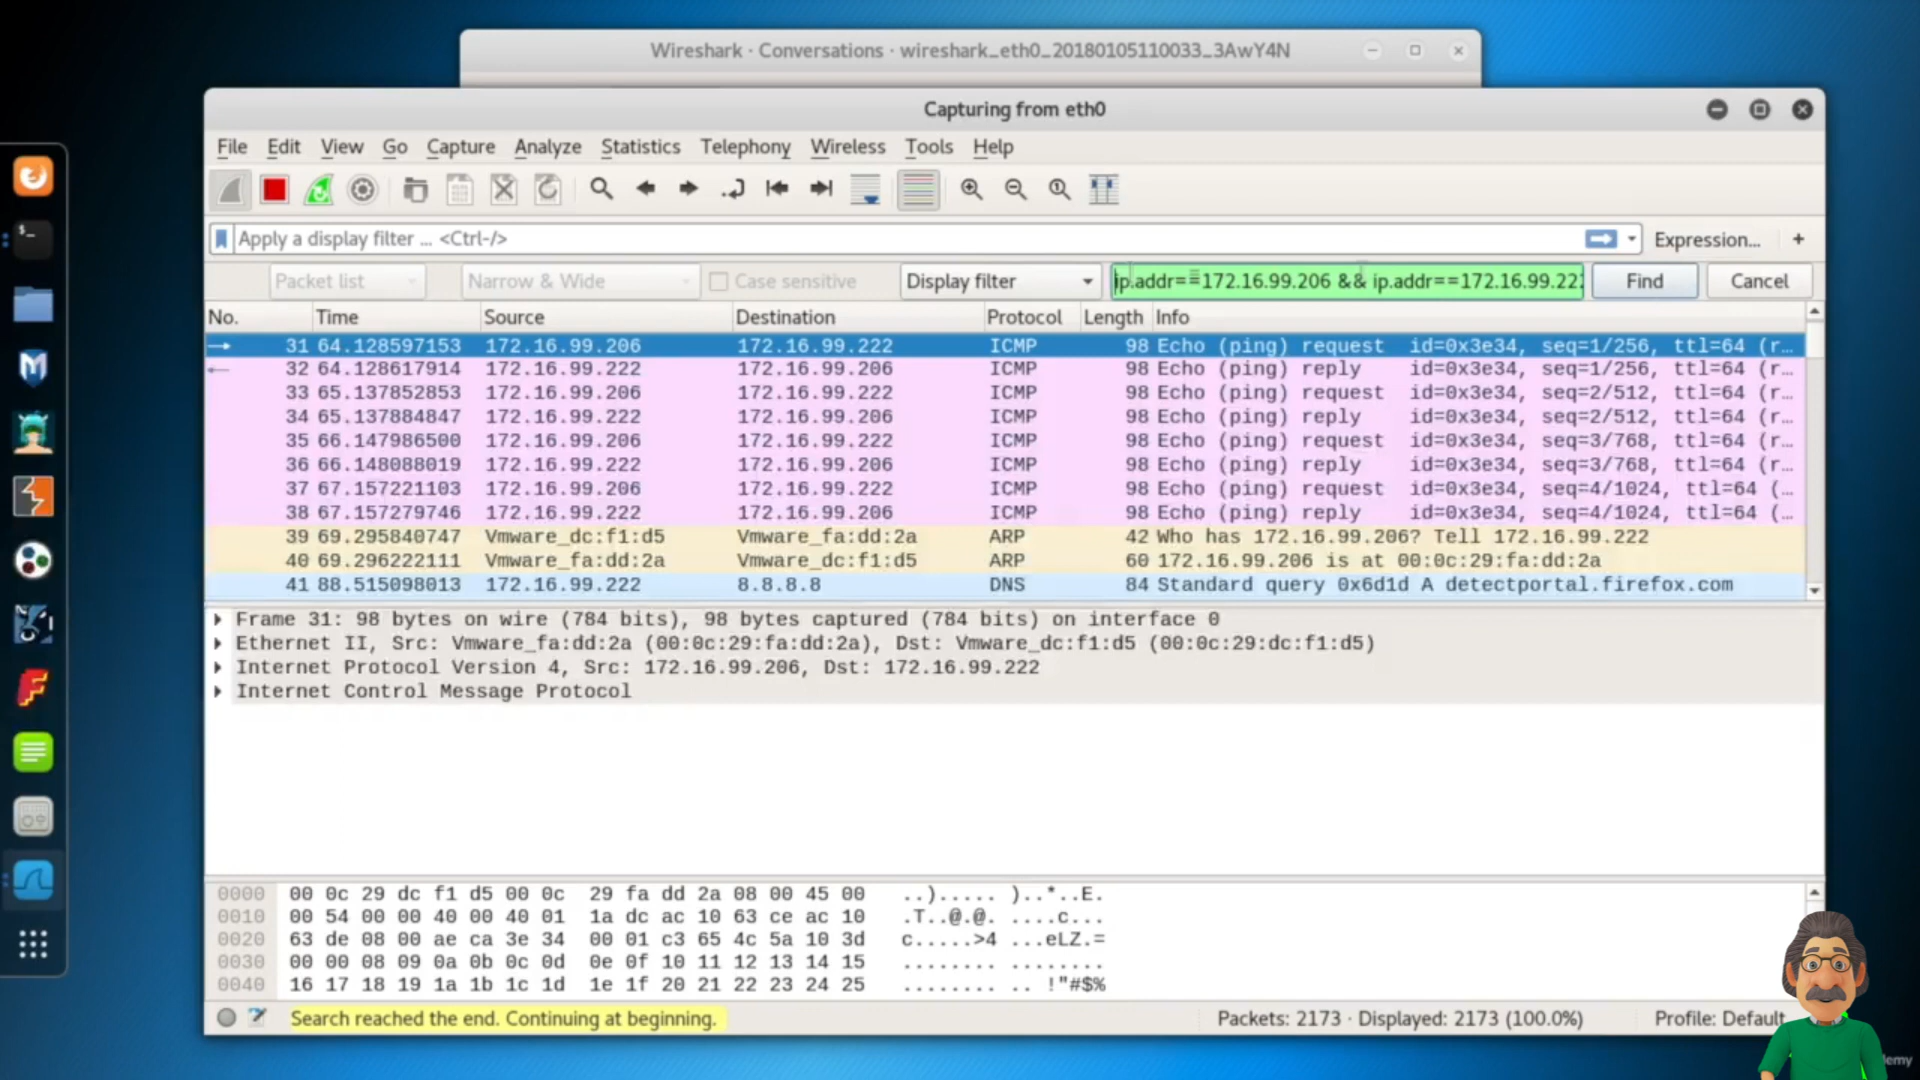 Wireshark · Conversations · wireshark_eth0_20180105110033_3AwY4N
Capturing from eth0
File Edit View Go Capture Analyze Statistics Telephony Wireless Tools Help
Apply a display filter ... <Ctrl-/> Expression... +
Packet list Narrow & Wide Case sensitive Display filter ip.addr==172.16.99.206 && ip.addr==172.16.99.222 Find Cancel
No. Time Source Destination Protocol Length Info
31 64.128597153 172.16.99.206 172.16.99.222 ICMP 98 Echo (ping) request id=0x3e34, seq=1/256, ttl=64 (r…
32 64.128617914 172.16.99.222 172.16.99.206 ICMP 98 Echo (ping) reply id=0x3e34, seq=1/256, ttl=64 (r…
33 65.137852853 172.16.99.206 172.16.99.222 ICMP 98 Echo (ping) request id=0x3e34, seq=2/512, ttl=64 (r…
34 65.137884847 172.16.99.222 172.16.99.206 ICMP 98 Echo (ping) reply id=0x3e34, seq=2/512, ttl=64 (r…
35 66.147986500 172.16.99.206 172.16.99.222 ICMP 98 Echo (ping) request id=0x3e34, seq=3/768, ttl=64 (r…
36 66.148088019 172.16.99.222 172.16.99.206 ICMP 98 Echo (ping) reply id=0x3e34, seq=3/768, ttl=64 (r…
37 67.157221103 172.16.99.206 172.16.99.222 ICMP 98 Echo (ping) request id=0x3e34, seq=4/1024, ttl=64 (…
38 67.157279746 172.16.99.222 172.16.99.206 ICMP 98 Echo (ping) reply id=0x3e34, seq=4/1024, ttl=64 (…
39 69.295840747 Vmware_dc:f1:d5 Vmware_fa:dd:2a ARP 42 Who has 172.16.99.206? Tell 172.16.99.222
40 69.296222111 Vmware_fa:dd:2a Vmware_dc:f1:d5 ARP 60 172.16.99.206 is at 00:0c:29:fa:dd:2a
41 88.515098013 172.16.99.222 8.8.8.8 DNS 84 Standard query 0x6d1d A detectportal.firefox.com
Frame 31: 98 bytes on wire (784 bits), 98 bytes captured (784 bits) on interface 0
Ethernet II, Src: Vmware_fa:dd:2a (00:0c:29:fa:dd:2a), Dst: Vmware_dc:f1:d5 (00:0c:29:dc:f1:d5)
Internet Protocol Version 4, Src: 172.16.99.206, Dst: 172.16.99.222
Internet Control Message Protocol
0000 00 0c 29 dc f1 d5 00 0c 29 fa dd 2a 08 00 45 00 ..)..... )..*..E.
0010 00 54 00 00 40 00 40 01 1a dc ac 10 63 ce ac 10 .T..@.@. ....c...
0020 63 de 08 00 ae ca 3e 34 00 01 c3 65 4c 5a 10 3d c.....>4 ...eLZ.=
0030 00 00 08 09 0a 0b 0c 0d 0e 0f 10 11 12 13 14 15 ........ ........
0040 16 17 18 19 1a 1b 1c 1d 1e 1f 20 21 22 23 24 25 ........ .. !"#$%
Search reached the end. Continuing at beginning. Packets: 2173 · Displayed: 2173 (100.0%) Profile: Default